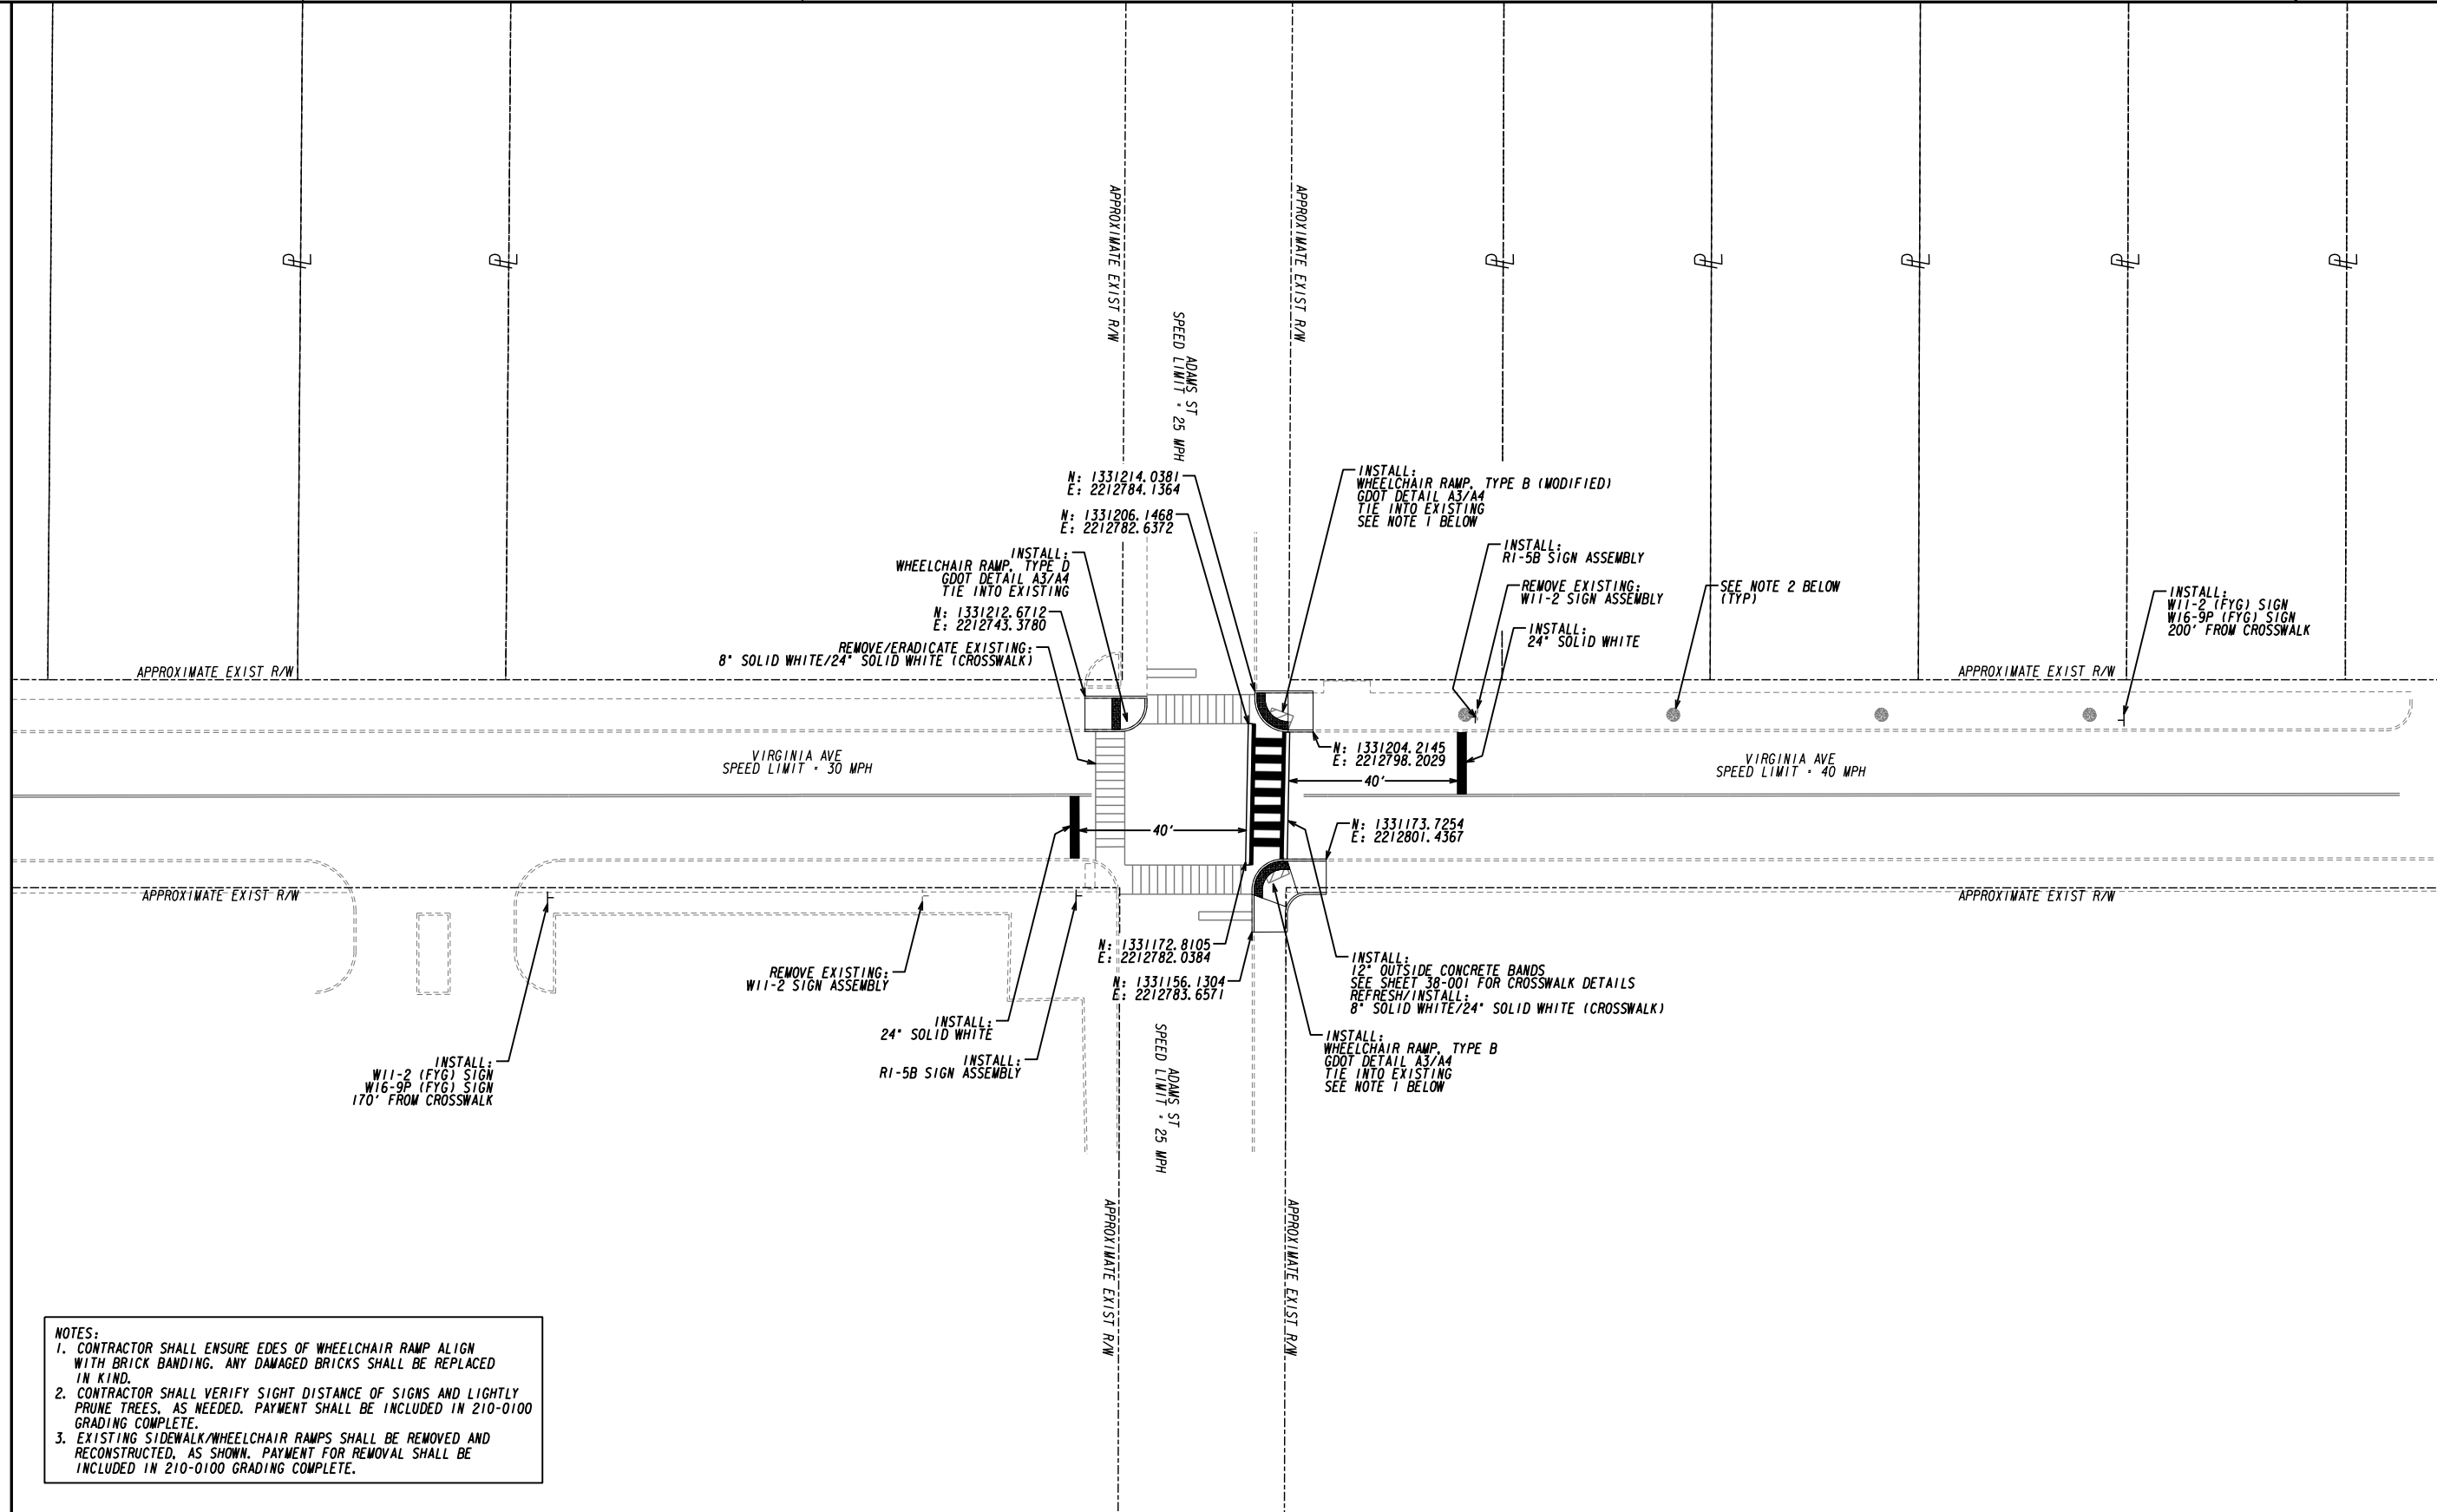 PL
PL
PL
PL
PL
PL
PL
APPROXIMATE EXIST R/W
APPROXIMATE EXIST R/W
ADAMS ST
SPEED LIMIT = 25 MPH
N: 1331214.0381
E: 2212784.1364
N: 1331206.1468
E: 2212782.6372
INSTALL:
WHEELCHAIR RAMP, TYPE D
GDOT DETAIL A3/A4
TIE INTO EXISTING
N: 1331212.6712
E: 2212743.3780
REMOVE/ERADICATE EXISTING:
8" SOLID WHITE/24" SOLID WHITE (CROSSWALK)
INSTALL:
WHEELCHAIR RAMP, TYPE B (MODIFIED)
GDOT DETAIL A3/A4
TIE INTO EXISTING
SEE NOTE 1 BELOW
INSTALL:
R1-5B SIGN ASSEMBLY
REMOVE EXISTING:
W11-2 SIGN ASSEMBLY
INSTALL:
24" SOLID WHITE
SEE NOTE 2 BELOW
(TYP)
INSTALL:
W11-2 (FYG) SIGN
W16-9P (FYG) SIGN
200' FROM CROSSWALK
APPROXIMATE EXIST R/W
APPROXIMATE EXIST R/W
VIRGINIA AVE
SPEED LIMIT = 30 MPH
N: 1331204.2145
E: 2212798.2029
40'
VIRGINIA AVE
SPEED LIMIT = 40 MPH
40'
N: 1331173.7254
E: 2212801.4367
APPROXIMATE EXIST R/W
APPROXIMATE EXIST R/W
N: 1331172.8105
E: 2212782.0384
N: 1331156.1304
E: 2212783.6571
REMOVE EXISTING:
W11-2 SIGN ASSEMBLY
INSTALL:
24" SOLID WHITE
INSTALL:
R1-5B SIGN ASSEMBLY
INSTALL:
W11-2 (FYG) SIGN
W16-9P (FYG) SIGN
170' FROM CROSSWALK
INSTALL:
12" OUTSIDE CONCRETE BANDS
SEE SHEET 38-001 FOR CROSSWALK DETAILS
REFRESH/INSTALL:
8" SOLID WHITE/24" SOLID WHITE (CROSSWALK)
INSTALL:
WHEELCHAIR RAMP, TYPE B
GDOT DETAIL A3/A4
TIE INTO EXISTING
SEE NOTE 1 BELOW
ADAMS ST
SPEED LIMIT = 25 MPH
APPROXIMATE EXIST R/W
APPROXIMATE EXIST R/W
NOTES:
1. CONTRACTOR SHALL ENSURE EDES OF WHEELCHAIR RAMP ALIGN
WITH BRICK BANDING. ANY DAMAGED BRICKS SHALL BE REPLACED
IN KIND.
2. CONTRACTOR SHALL VERIFY SIGHT DISTANCE OF SIGNS AND LIGHTLY
PRUNE TREES, AS NEEDED. PAYMENT SHALL BE INCLUDED IN 210-0100
GRADING COMPLETE.
3. EXISTING SIDEWALK/WHEELCHAIR RAMPS SHALL BE REMOVED AND
RECONSTRUCTED, AS SHOWN. PAYMENT FOR REMOVAL SHALL BE
INCLUDED IN 210-0100 GRADING COMPLETE.